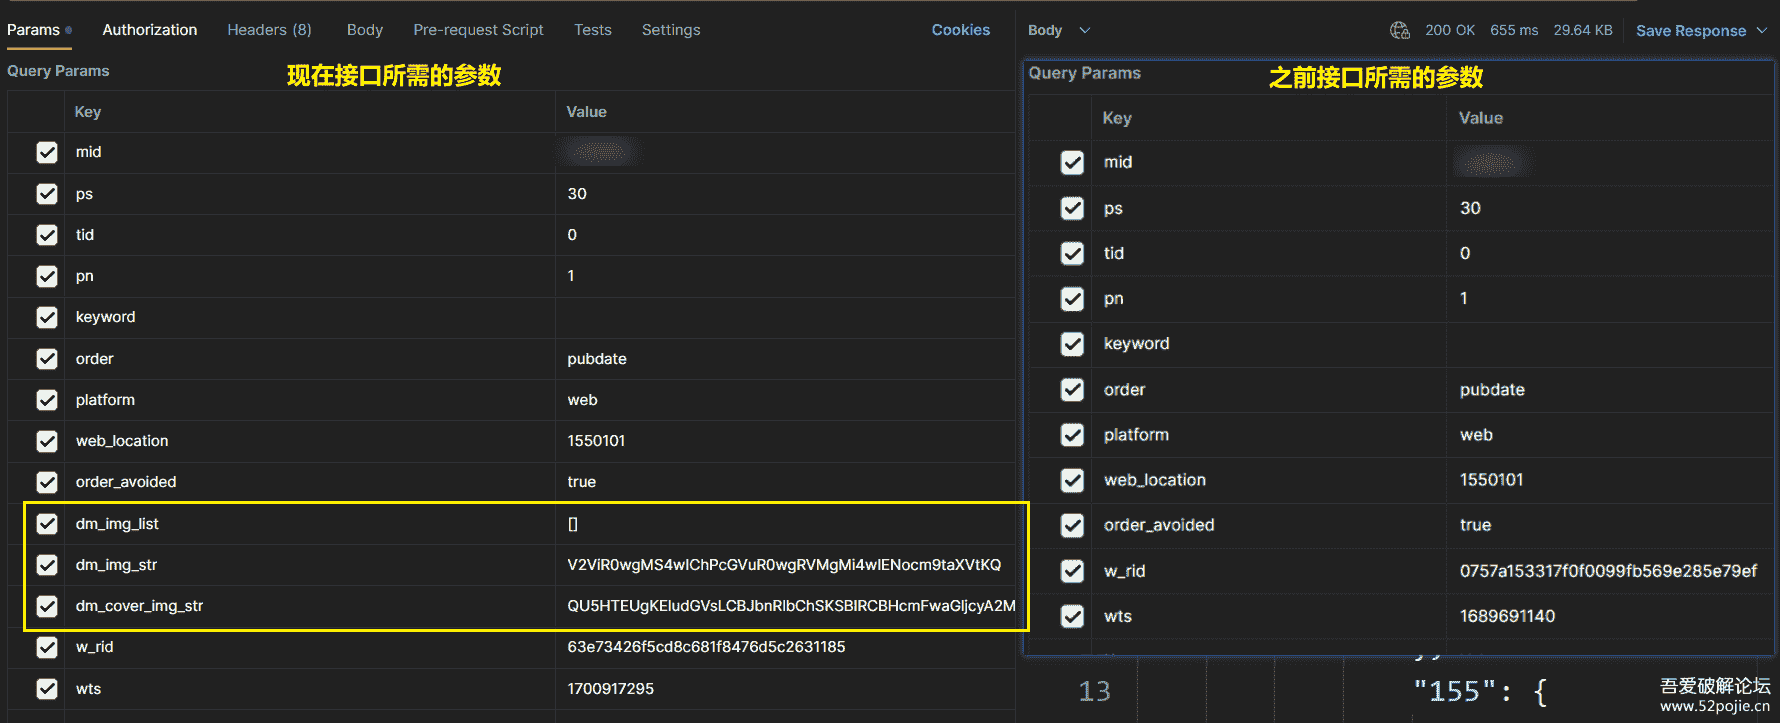 Params Authorization Headers (8) Body Pre-request Script Tests Settings Cookies
Query Params 现在接口所需的参数
Key Value
mid
ps 30
tid 0
pn 1
keyword
order pubdate
platform web
web_location 1550101
order_avoided true
dm_img_list []
dm_img_str V2ViR0wgMS4wIChPcGVuR0wgRVMgMi4wIENocm9taXVtKQ
dm_cover_img_str QU5HTEUgKEludGVsLCBJbnRlbChSKSBIRCBHcmFwaGljcyA2M
w_rid 63e73426f5cd8c681f8476d5c2631185
wts 1700917295
Body 200 OK 655 ms 29.64 KB Save Response
Query Params 之前接口所需的参数
Key Value
mid
ps 30
tid 0
pn 1
keyword
order pubdate
platform web
web_location 1550101
order_avoided true
w_rid 0757a153317f0f0099fb569e285e79ef
wts 1689691140
13 "155": {
吾爱破解论坛
www.52pojie.cn